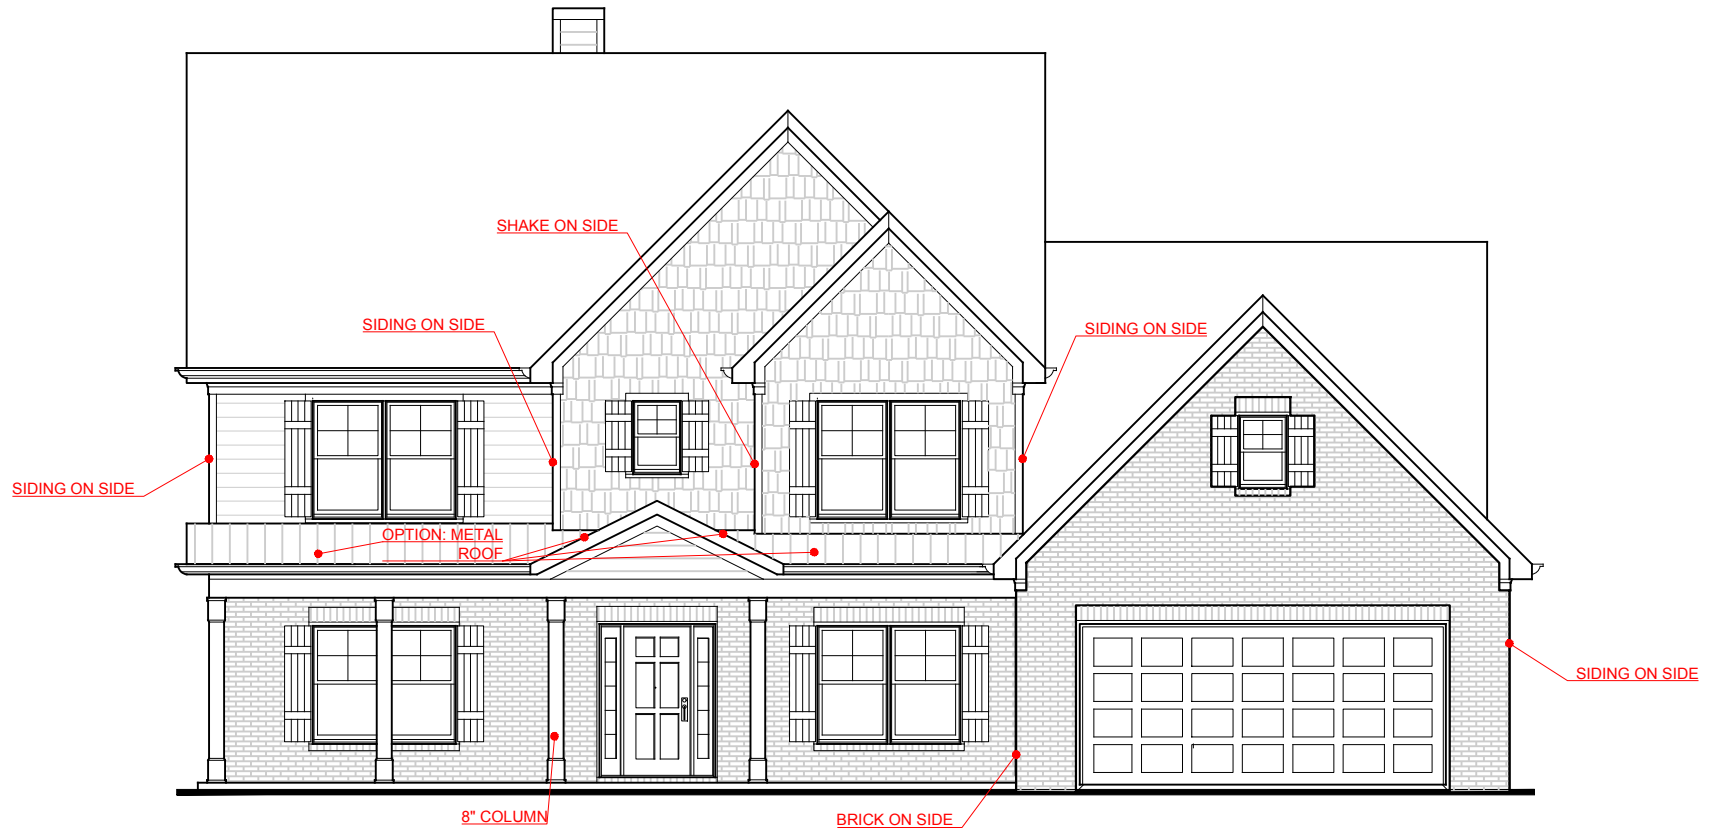 SHAKE ON SIDE
SIDING ON SIDE
SIDING ON SIDE
SIDING ON SIDE
OPTION: METAL
ROOF
SIDING ON SIDE
8" COLUMN
BRICK ON SIDE